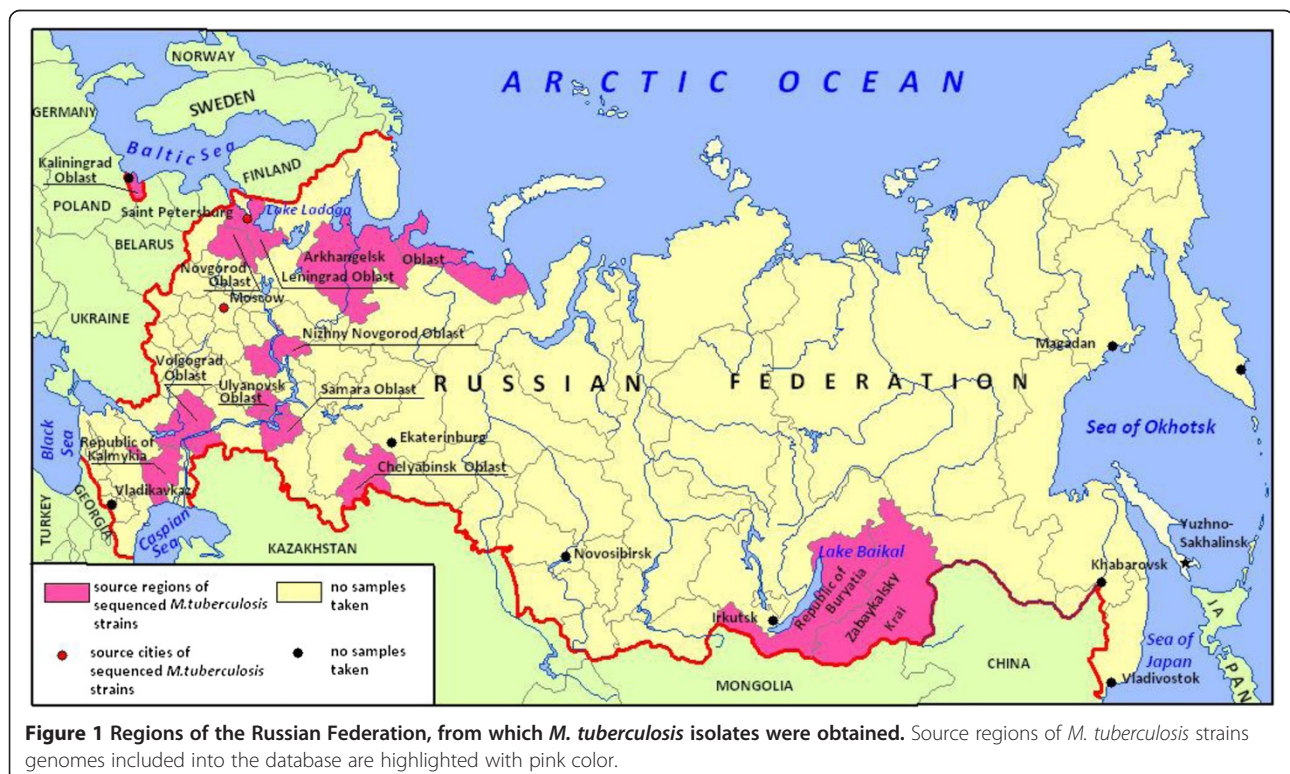 NORWAY
ARCTIC OCEAN
SWEDEN
GERMANY
Baltic Sea
Kaliningrad
Oblast
FINLAND
POLAND
Saint Petersburg
Lake Ladoga
BELARUS
Arkhangelsk Oblast
Novgorod
Oblast
Leningrad Oblast
Moscow
UKRAINE
Nizhny Novgorod Oblast
Magadan
Volgograd
Oblast
Ulyanovsk
Oblast
Samara Oblast
RUSSIAN FEDERATION
Black
Sea
Sea of Okhotsk
Republic of
Kalmykia
Ekaterinburg
Chelyabinsk Oblast
Vladikavkaz
GEORGIA
TURKEY
Caspian
Sea
KAZAKHSTAN
Novosibirsk
Lake Baikal
Yuzhno-
Sakhalinsk
Khabarovsk
Irkutsk
Republic of
Buryatia
Zabaykalsky
Krai
JAPAN
Sea of
Japan
CHINA
MONGOLIA
Vladivostok
source regions of
sequenced M.tuberculosis
strains
no samples
taken
source cities of
sequenced M.tuberculosis
strains
no samples
taken
Figure 1 Regions of the Russian Federation, from which M. tuberculosis isolates were obtained. Source regions of M. tuberculosis strains
genomes included into the database are highlighted with pink color.